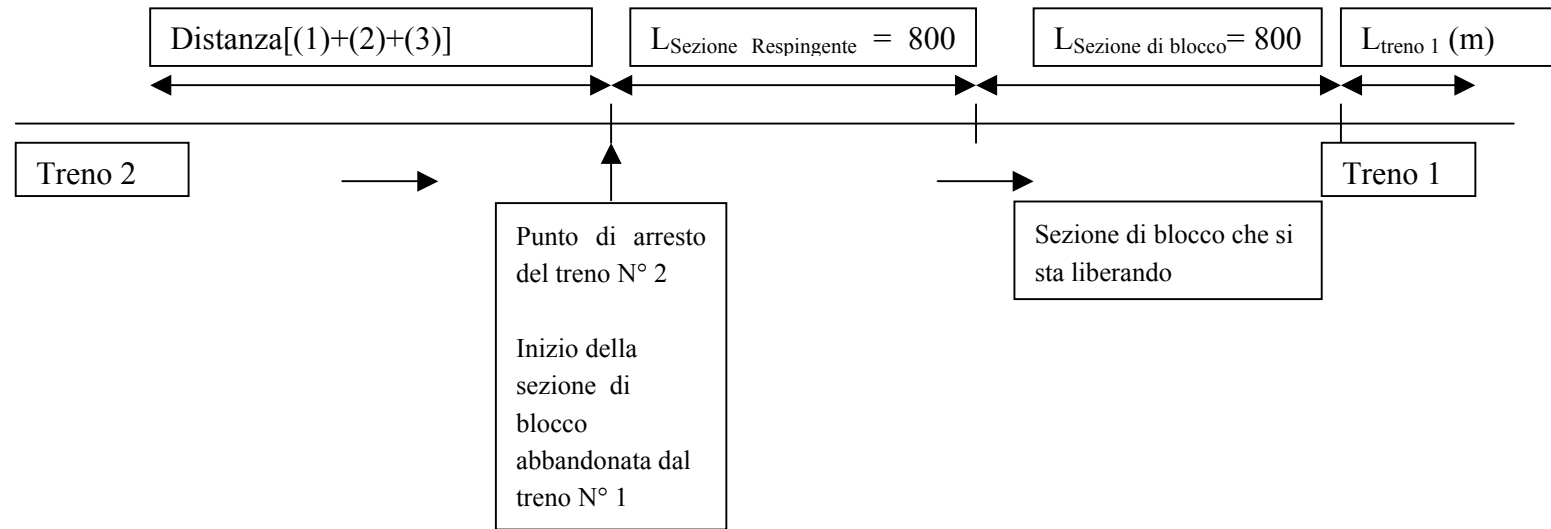 Distanza[(1)+(2)+(3)]
LSezione Respingente = 800
LSezione di blocco= 800
Ltreno 1 (m)
Treno 2
Treno 1
Punto di arresto
del treno N° 2
Inizio della
sezione di
blocco
abbandonata dal
treno N° 1
Sezione di blocco che si
sta liberando